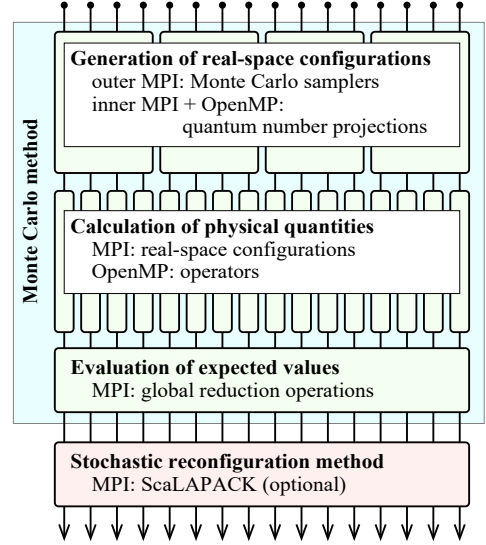 Monte Carlo method
Generation of real-space configurations
outer MPI: Monte Carlo samplers
inner MPI + OpenMP:
quantum number projections
Calculation of physical quantities
MPI: real-space configurations
OpenMP: operators
Evaluation of expected values
MPI: global reduction operations
Stochastic reconfiguration method
MPI: ScaLAPACK (optional)